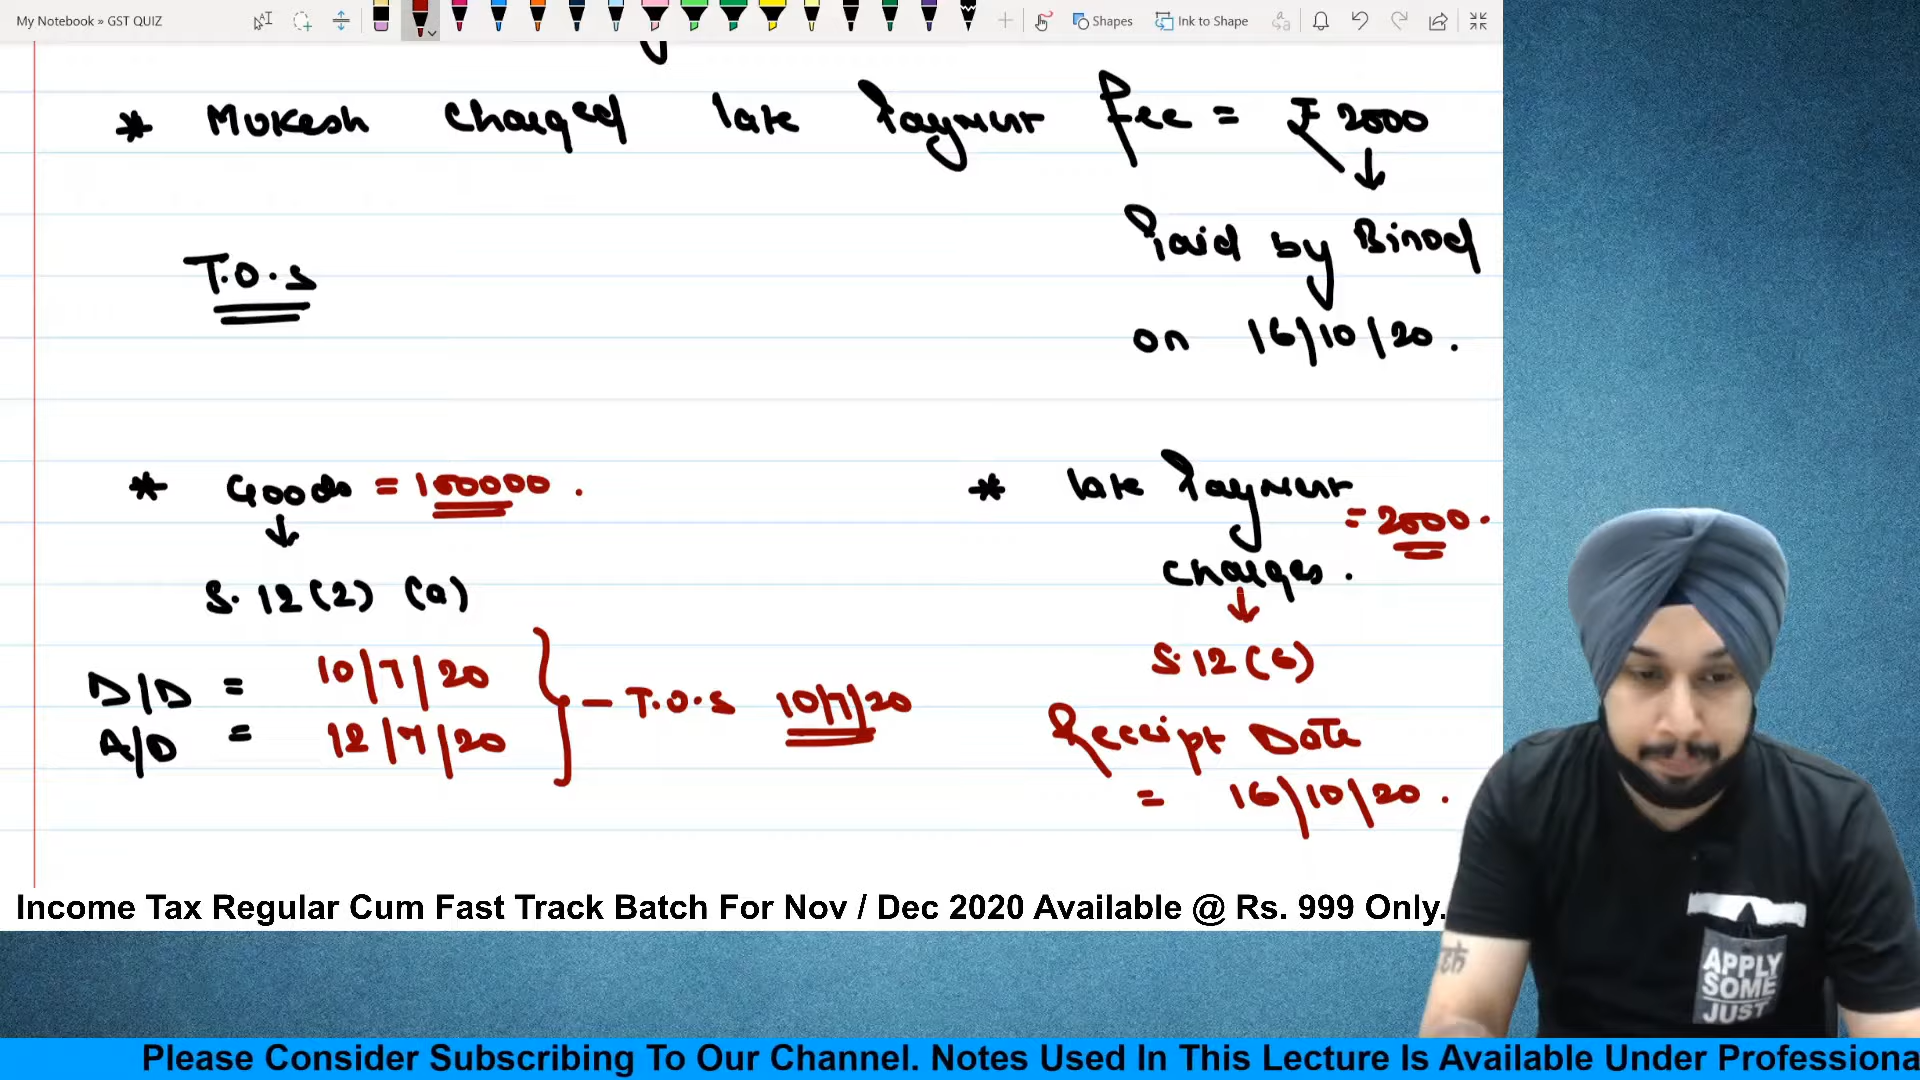 My Notebook » GST QUIZ
Shapes
Ink to Shape
* Mukesh charged late Payment fee = ₹ 2000
Paid by Binod
on 16/10/20.
T.O.S
* Goods = 100000.
S.12(2) (a)
D/D = 10/7/20
A/D = 12/7/20
- T.O.S 10/7/20
* late Payment
= 2000.
charges.
S.12(6)
Receipt Date
= 16/10/20.
Income Tax Regular Cum Fast Track Batch For Nov / Dec 2020 Available @ Rs. 999 Only.
APPLY
SOME
JUST
Please Consider Subscribing To Our Channel. Notes Used In This Lecture Is Available Under Professiona